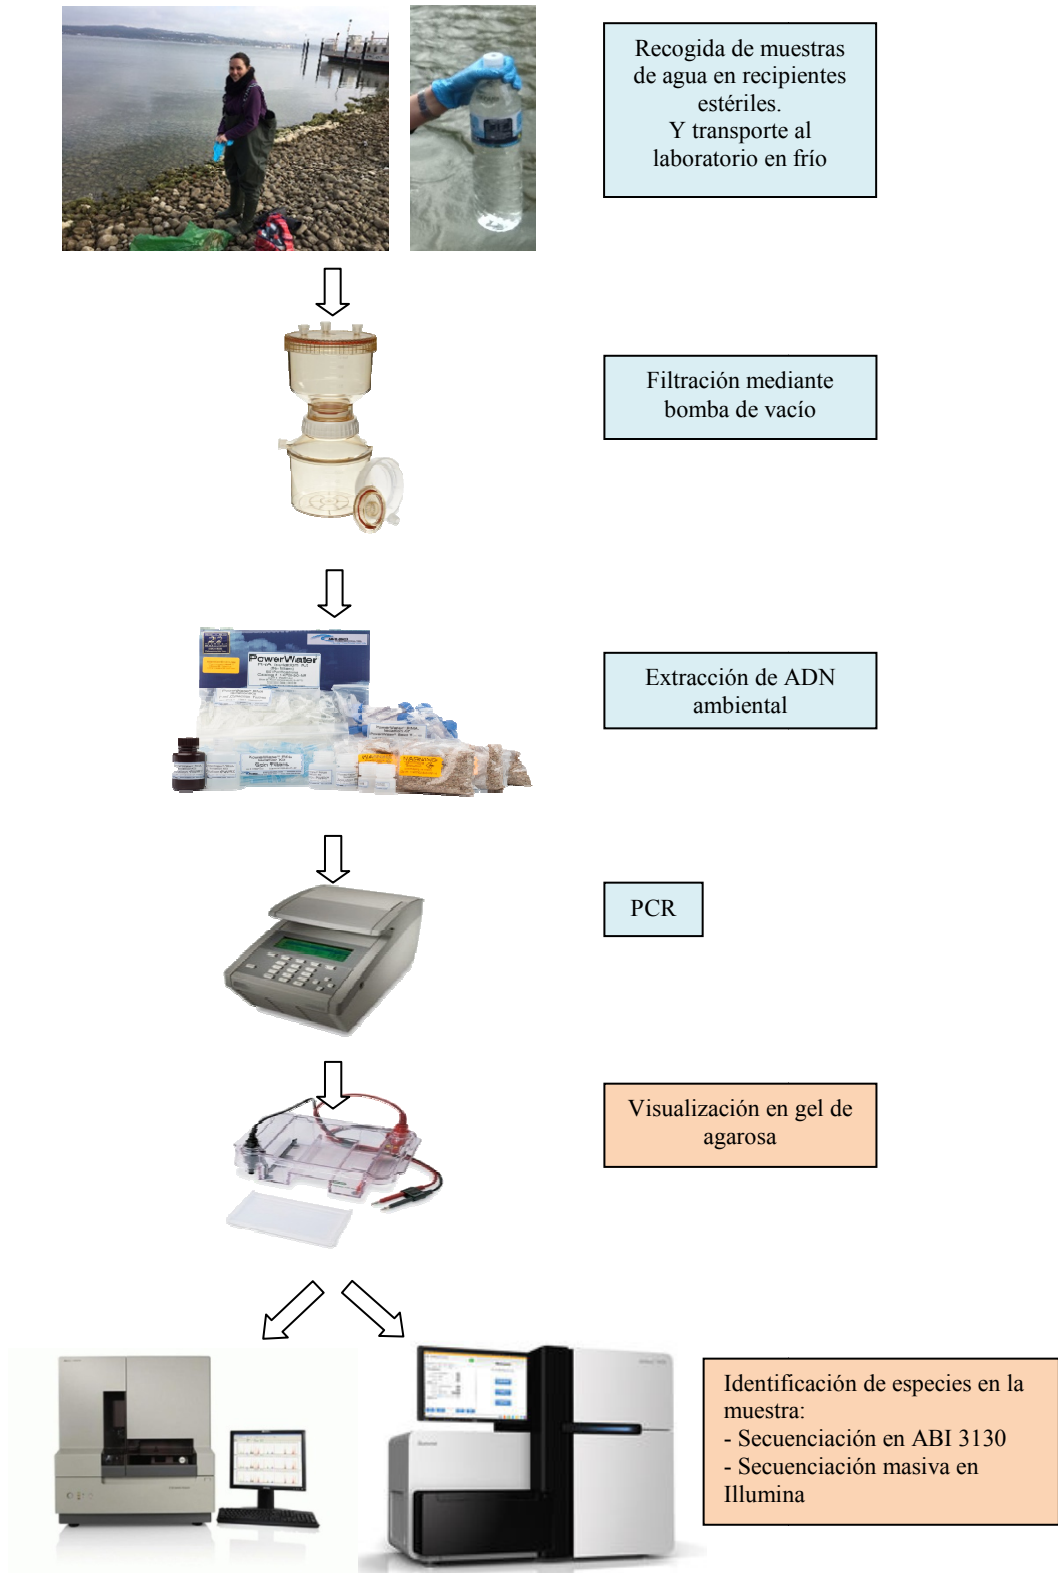 Recogida de muestras
de agua en recipientes
estériles.
Y transporte al
laboratorio en frío
Filtración mediante
bomba de vacío
PowerWater
Extracción de ADN
ambiental
PCR
Visualización en gel de
agarosa
Identificación de especies en la
muestra:
- Secuenciación en ABI 3130
- Secuenciación masiva en
Illumina